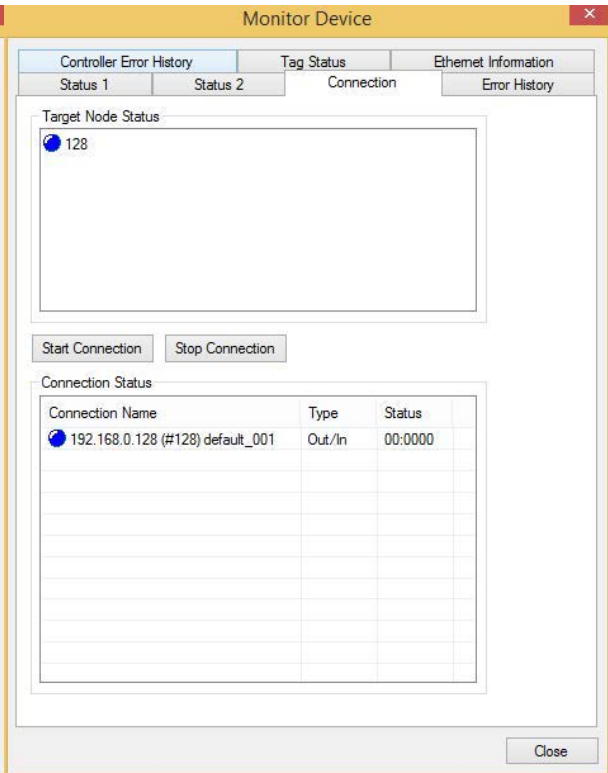 Monitor Device
Controller Error History Tag Status Ethernet Information
Status 1 Status 2 Connection Error History
Target Node Status
128
Start Connection Stop Connection
Connection Status
Connection Name Type Status
192.168.0.128 (#128) default_001 Out/In 00:0000
Close